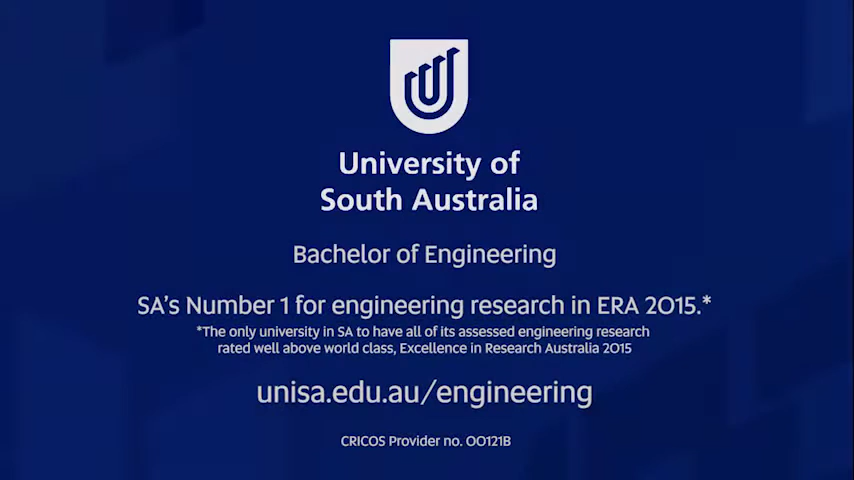 University of
South Australia
Bachelor of Engineering
SA's Number 1 for engineering research in ERA 2015.*
*The only university in SA to have all of its assessed engineering research
rated well above world class, Excellence in Research Australia 2015
unisa.edu.au/engineering
CRICOS Provider no. 00121B